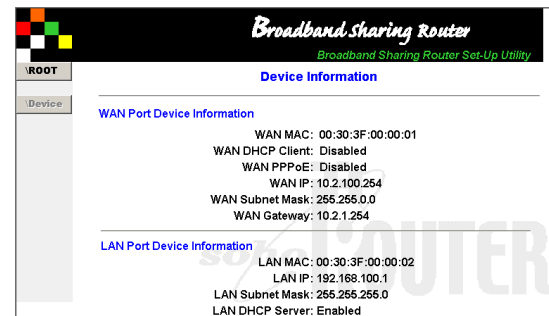 Broadband Sharing Router
Broadband Sharing Router Set-Up Utility
\ROOT
Device Information
\Device
WAN Port Device Information
WAN MAC: 00:30:3F:00:00:01
WAN DHCP Client: Disabled
WAN PPPoE: Disabled
WAN IP: 10.2.100.254
WAN Subnet Mask: 255.255.0.0
WAN Gateway: 10.2.1.254
LAN Port Device Information
soho ROUTER
LAN MAC: 00:30:3F:00:00:02
LAN IP: 192.168.100.1
LAN Subnet Mask: 255.255.255.0
LAN DHCP Server: Enabled